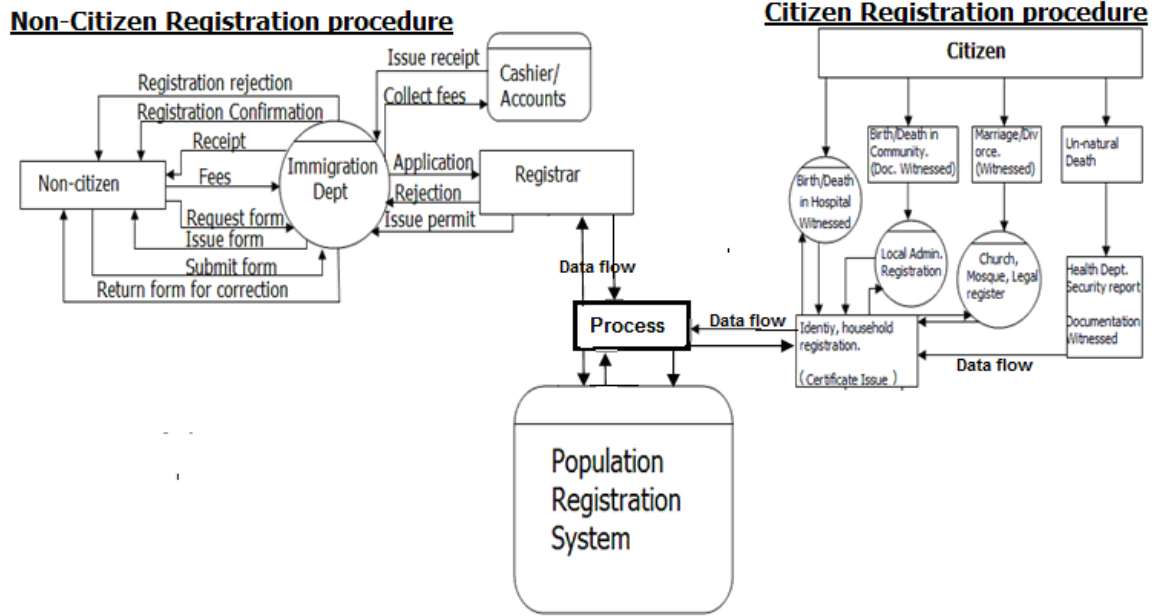 Non-Citizen Registration procedure
Citizen Registration procedure
Issue receipt
Collect fees
Cashier/
Accounts
Registration rejection
Registration Confirmation
Receipt
Fees
Request form
Issue form
Submit form
Return form for correction
Non-citizen
Immigration
Dept
Application
Rejection
Issue permit
Registrar
Data flow
Process
Data flow
Population
Registration
System
Citizen
Birth/Death
in Hospital
Witnessed
Birth/Death in
Community.
(Doc. Witnessed)
Marriage/Div
orce.
(Witnessed)
Un-natural
Death
Local Admin.
Registration
Church,
Mosque, Legal
register
Health Dept.
Security report
Documentation
Witnessed
Identiy, household
registration.
(Certificate Issue )
Data flow